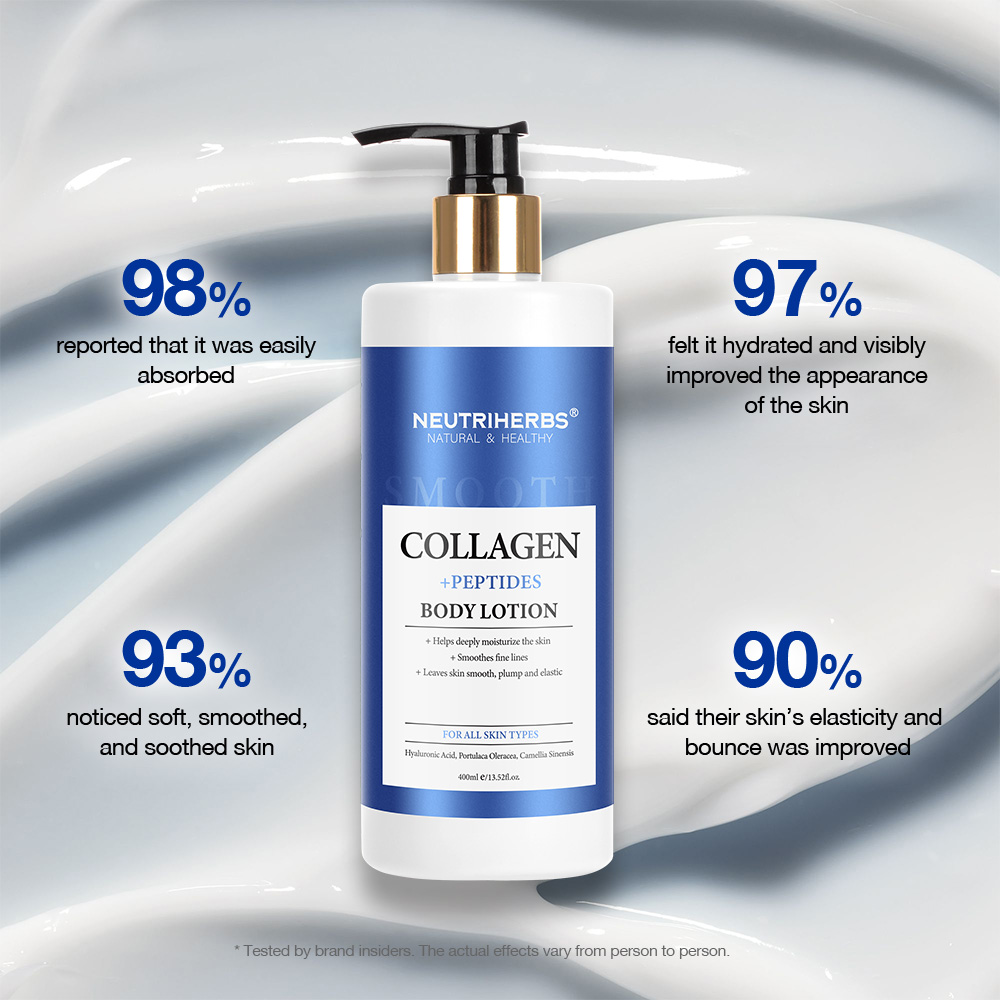 98%
reported that it was easily
absorbed
97%
felt it hydrated and visibly
improved the appearance
of the skin
NEUTRIHERBS®
NATURAL & HEALTHY
SMOOTH
COLLAGEN
+PEPTIDES
BODY LOTION
+ Helps deeply moisturize the skin
+ Smoothes fine lines
+ Leaves skin smooth, plump and elastic
FOR ALL SKIN TYPES
Hyaluronic Acid, Portulaca Oleracea, Camellia Sinensis
400ml e/13.52fl.oz.
93%
noticed soft, smoothed,
and soothed skin
90%
said their skin's elasticity and
bounce was improved
* Tested by brand insiders. The actual effects vary from person to person.